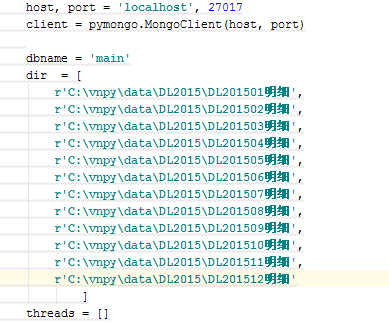 host, port = 'localhost', 27017
client = pymongo.MongoClient(host, port)
dbname = 'main'
dir  = [
r'C:\vnpy\data\DL2015\DL201501明细',
r'C:\vnpy\data\DL2015\DL201502明细',
r'C:\vnpy\data\DL2015\DL201503明细',
r'C:\vnpy\data\DL2015\DL201504明细',
r'C:\vnpy\data\DL2015\DL201505明细',
r'C:\vnpy\data\DL2015\DL201506明细',
r'C:\vnpy\data\DL2015\DL201507明细',
r'C:\vnpy\data\DL2015\DL201508明细',
r'C:\vnpy\data\DL2015\DL201509明细',
r'C:\vnpy\data\DL2015\DL201510明细',
r'C:\vnpy\data\DL2015\DL201511明细',
r'C:\vnpy\data\DL2015\DL201512明细'
]
threads = []